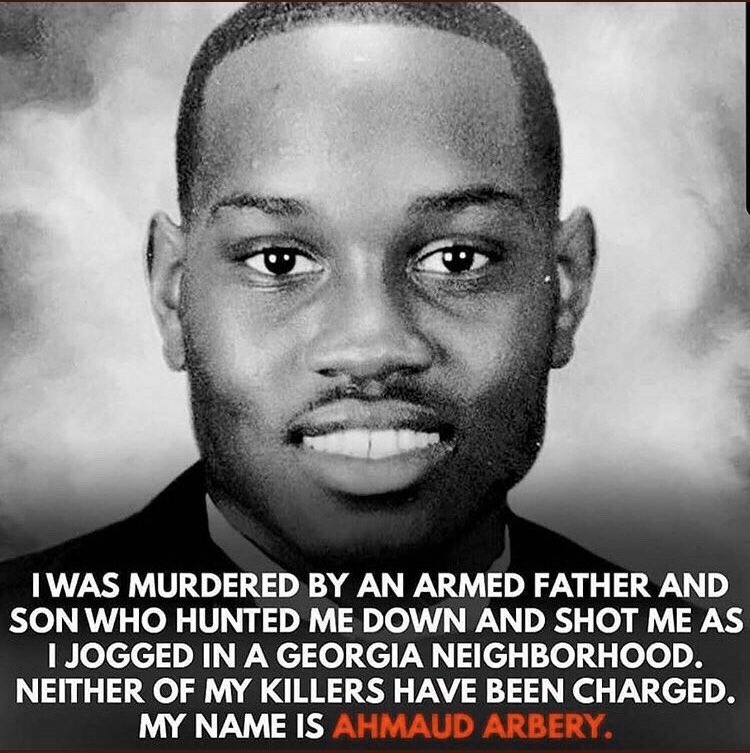 I WAS MURDERED BY AN ARMED FATHER AND
SON WHO HUNTED ME DOWN AND SHOT ME AS
I JOGGED IN A GEORGIA NEIGHBORHOOD.
NEITHER OF MY KILLERS HAVE BEEN CHARGED.
MY NAME IS AHMAUD ARBERY.